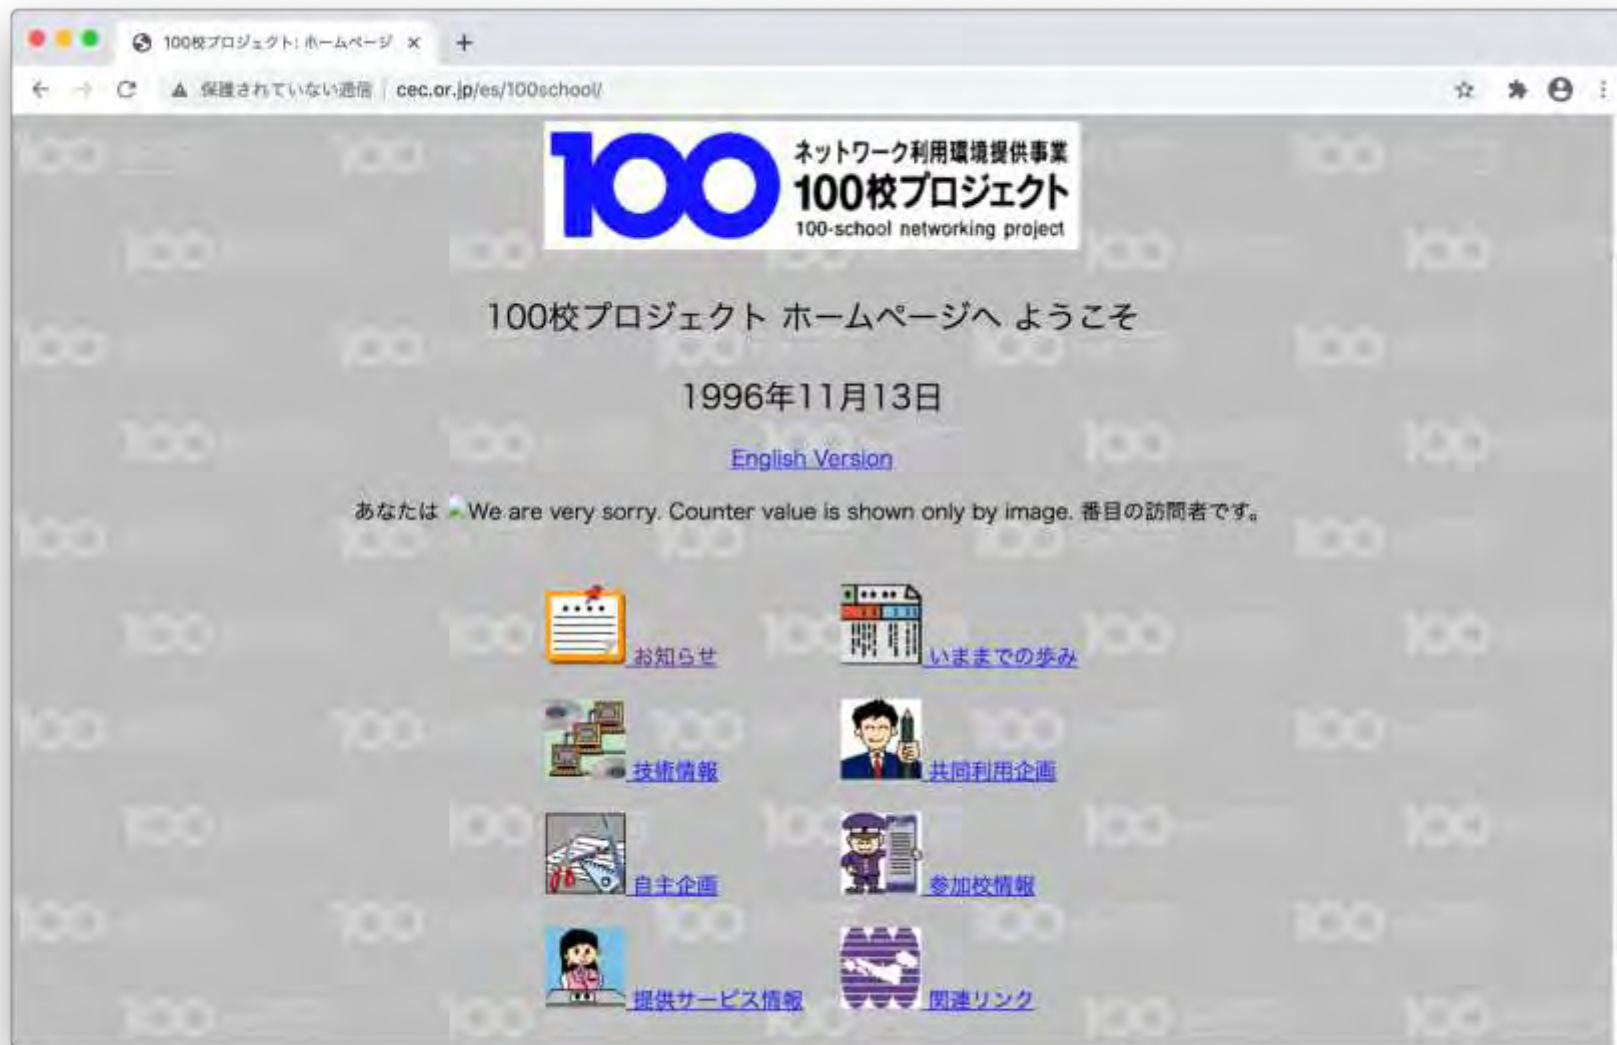 100校プロジェクト: ホームページ
保護されていない通信 cec.or.jp/es/100school/
100
ネットワーク利用環境提供事業
100校プロジェクト
100-school networking project
100校プロジェクト ホームページへ ようこそ
1996年11月13日
English Version
あなたは We are very sorry. Counter value is shown only by image. 番目の訪問者です。
お知らせ いままでの歩み
技術情報 共同利用企画
自主企画 参加校情報
提供サービス情報 関連リンク